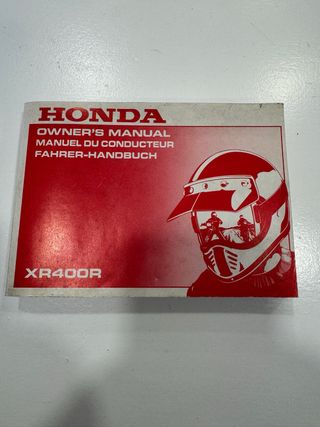 HONDA
OWNER'S MANUAL
MANUEL DU CONDUCTEUR
FAHRER-HANDBUCH
XR400R